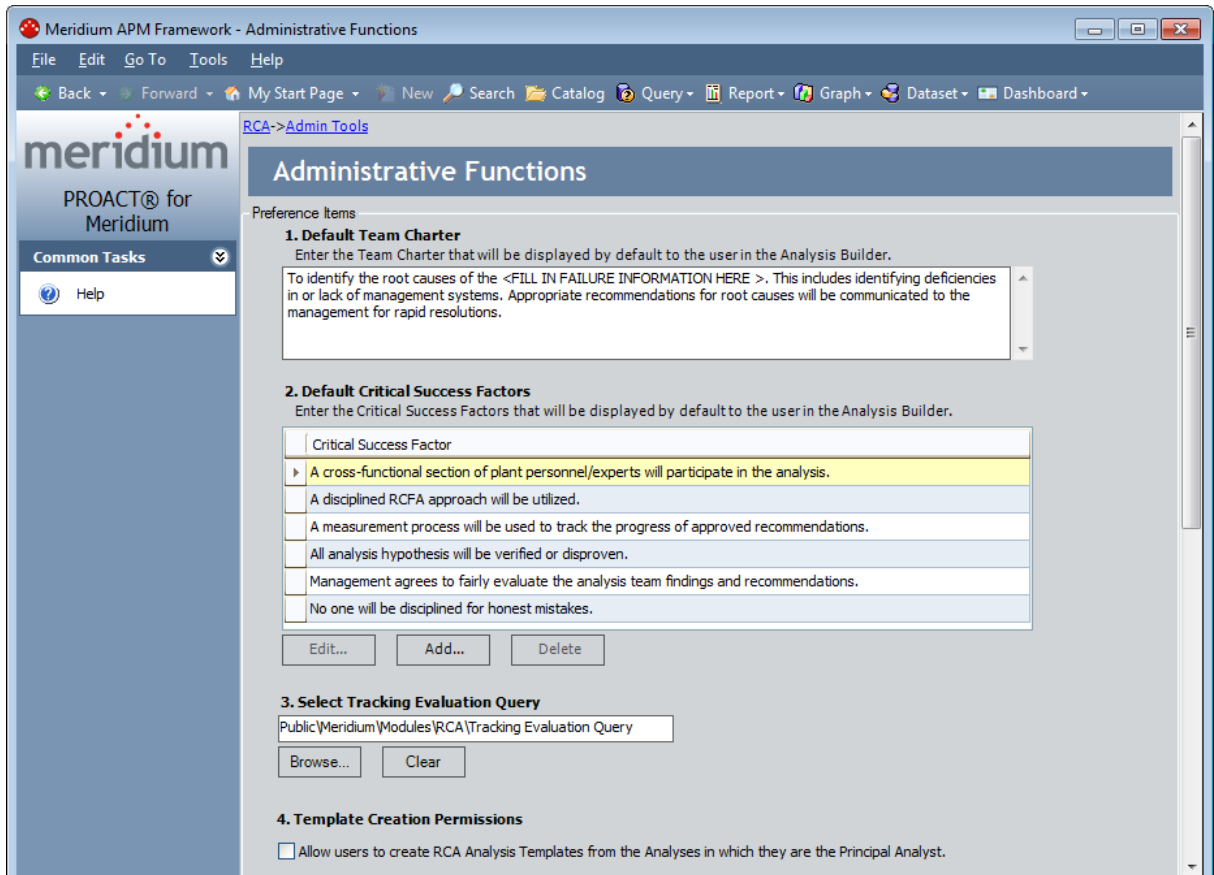 Meridium APM Framework - Administrative Functions
File Edit Go To Tools Help
Back Forward My Start Page New Search Catalog Query Report Graph Dataset Dashboard
meridium
PROACT® for
Meridium
Common Tasks
Help
RCA->Admin Tools
Administrative Functions
Preference Items
1. Default Team Charter
Enter the Team Charter that will be displayed by default to the user in the Analysis Builder.
To identify the root causes of the <FILL IN FAILURE INFORMATION HERE >. This includes identifying deficiencies
in or lack of management systems. Appropriate recommendations for root causes will be communicated to the
management for rapid resolutions.
2. Default Critical Success Factors
Enter the Critical Success Factors that will be displayed by default to the user in the Analysis Builder.
Critical Success Factor
A cross-functional section of plant personnel/experts will participate in the analysis.
A disciplined RCFA approach will be utilized.
A measurement process will be used to track the progress of approved recommendations.
All analysis hypothesis will be verified or disproven.
Management agrees to fairly evaluate the analysis team findings and recommendations.
No one will be disciplined for honest mistakes.
Edit... Add... Delete
3. Select Tracking Evaluation Query
Public\Meridium\Modules\RCA\Tracking Evaluation Query
Browse... Clear
4. Template Creation Permissions
Allow users to create RCA Analysis Templates from the Analyses in which they are the Principal Analyst.